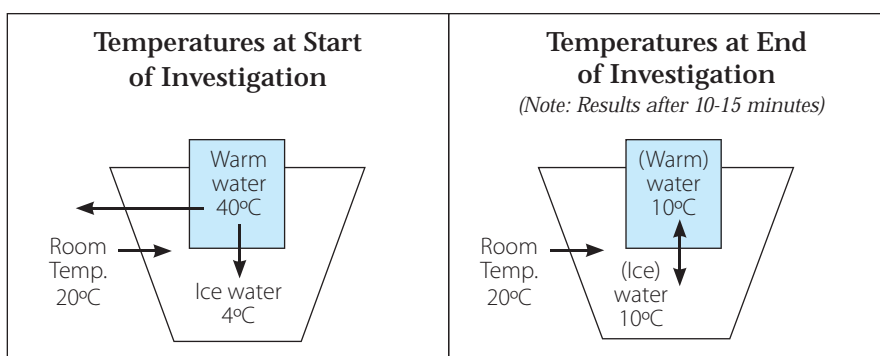 Temperatures at Start
of Investigation
Warm
water
40ºC
Room
Temp.
20ºC
Ice water
4ºC
Temperatures at End
of Investigation
(Note: Results after 10-15 minutes)
(Warm)
water
10ºC
Room
Temp.
20ºC
(Ice)
water
10ºC